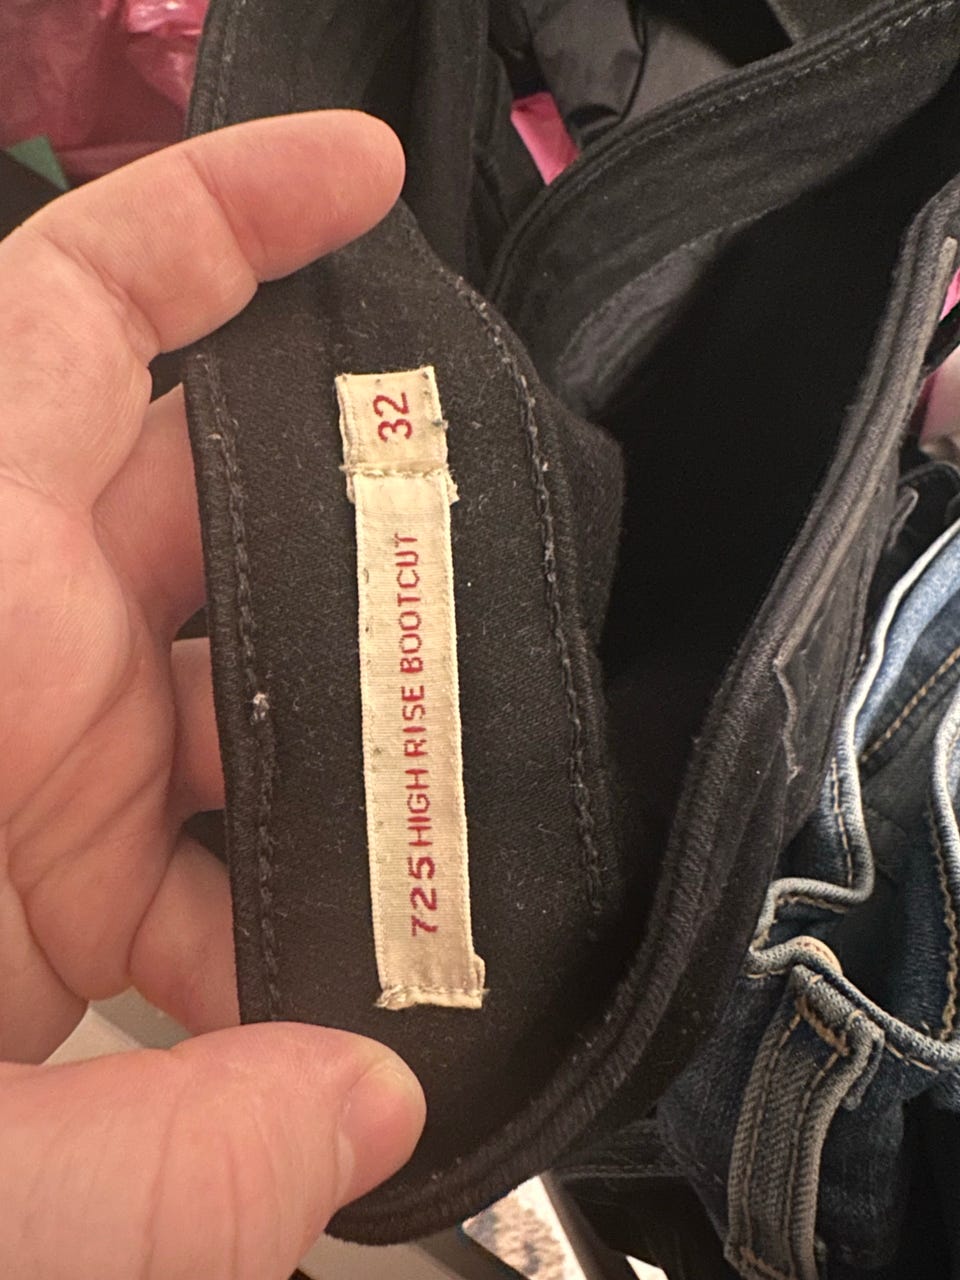 32
725 HIGH RISE BOOTCUT